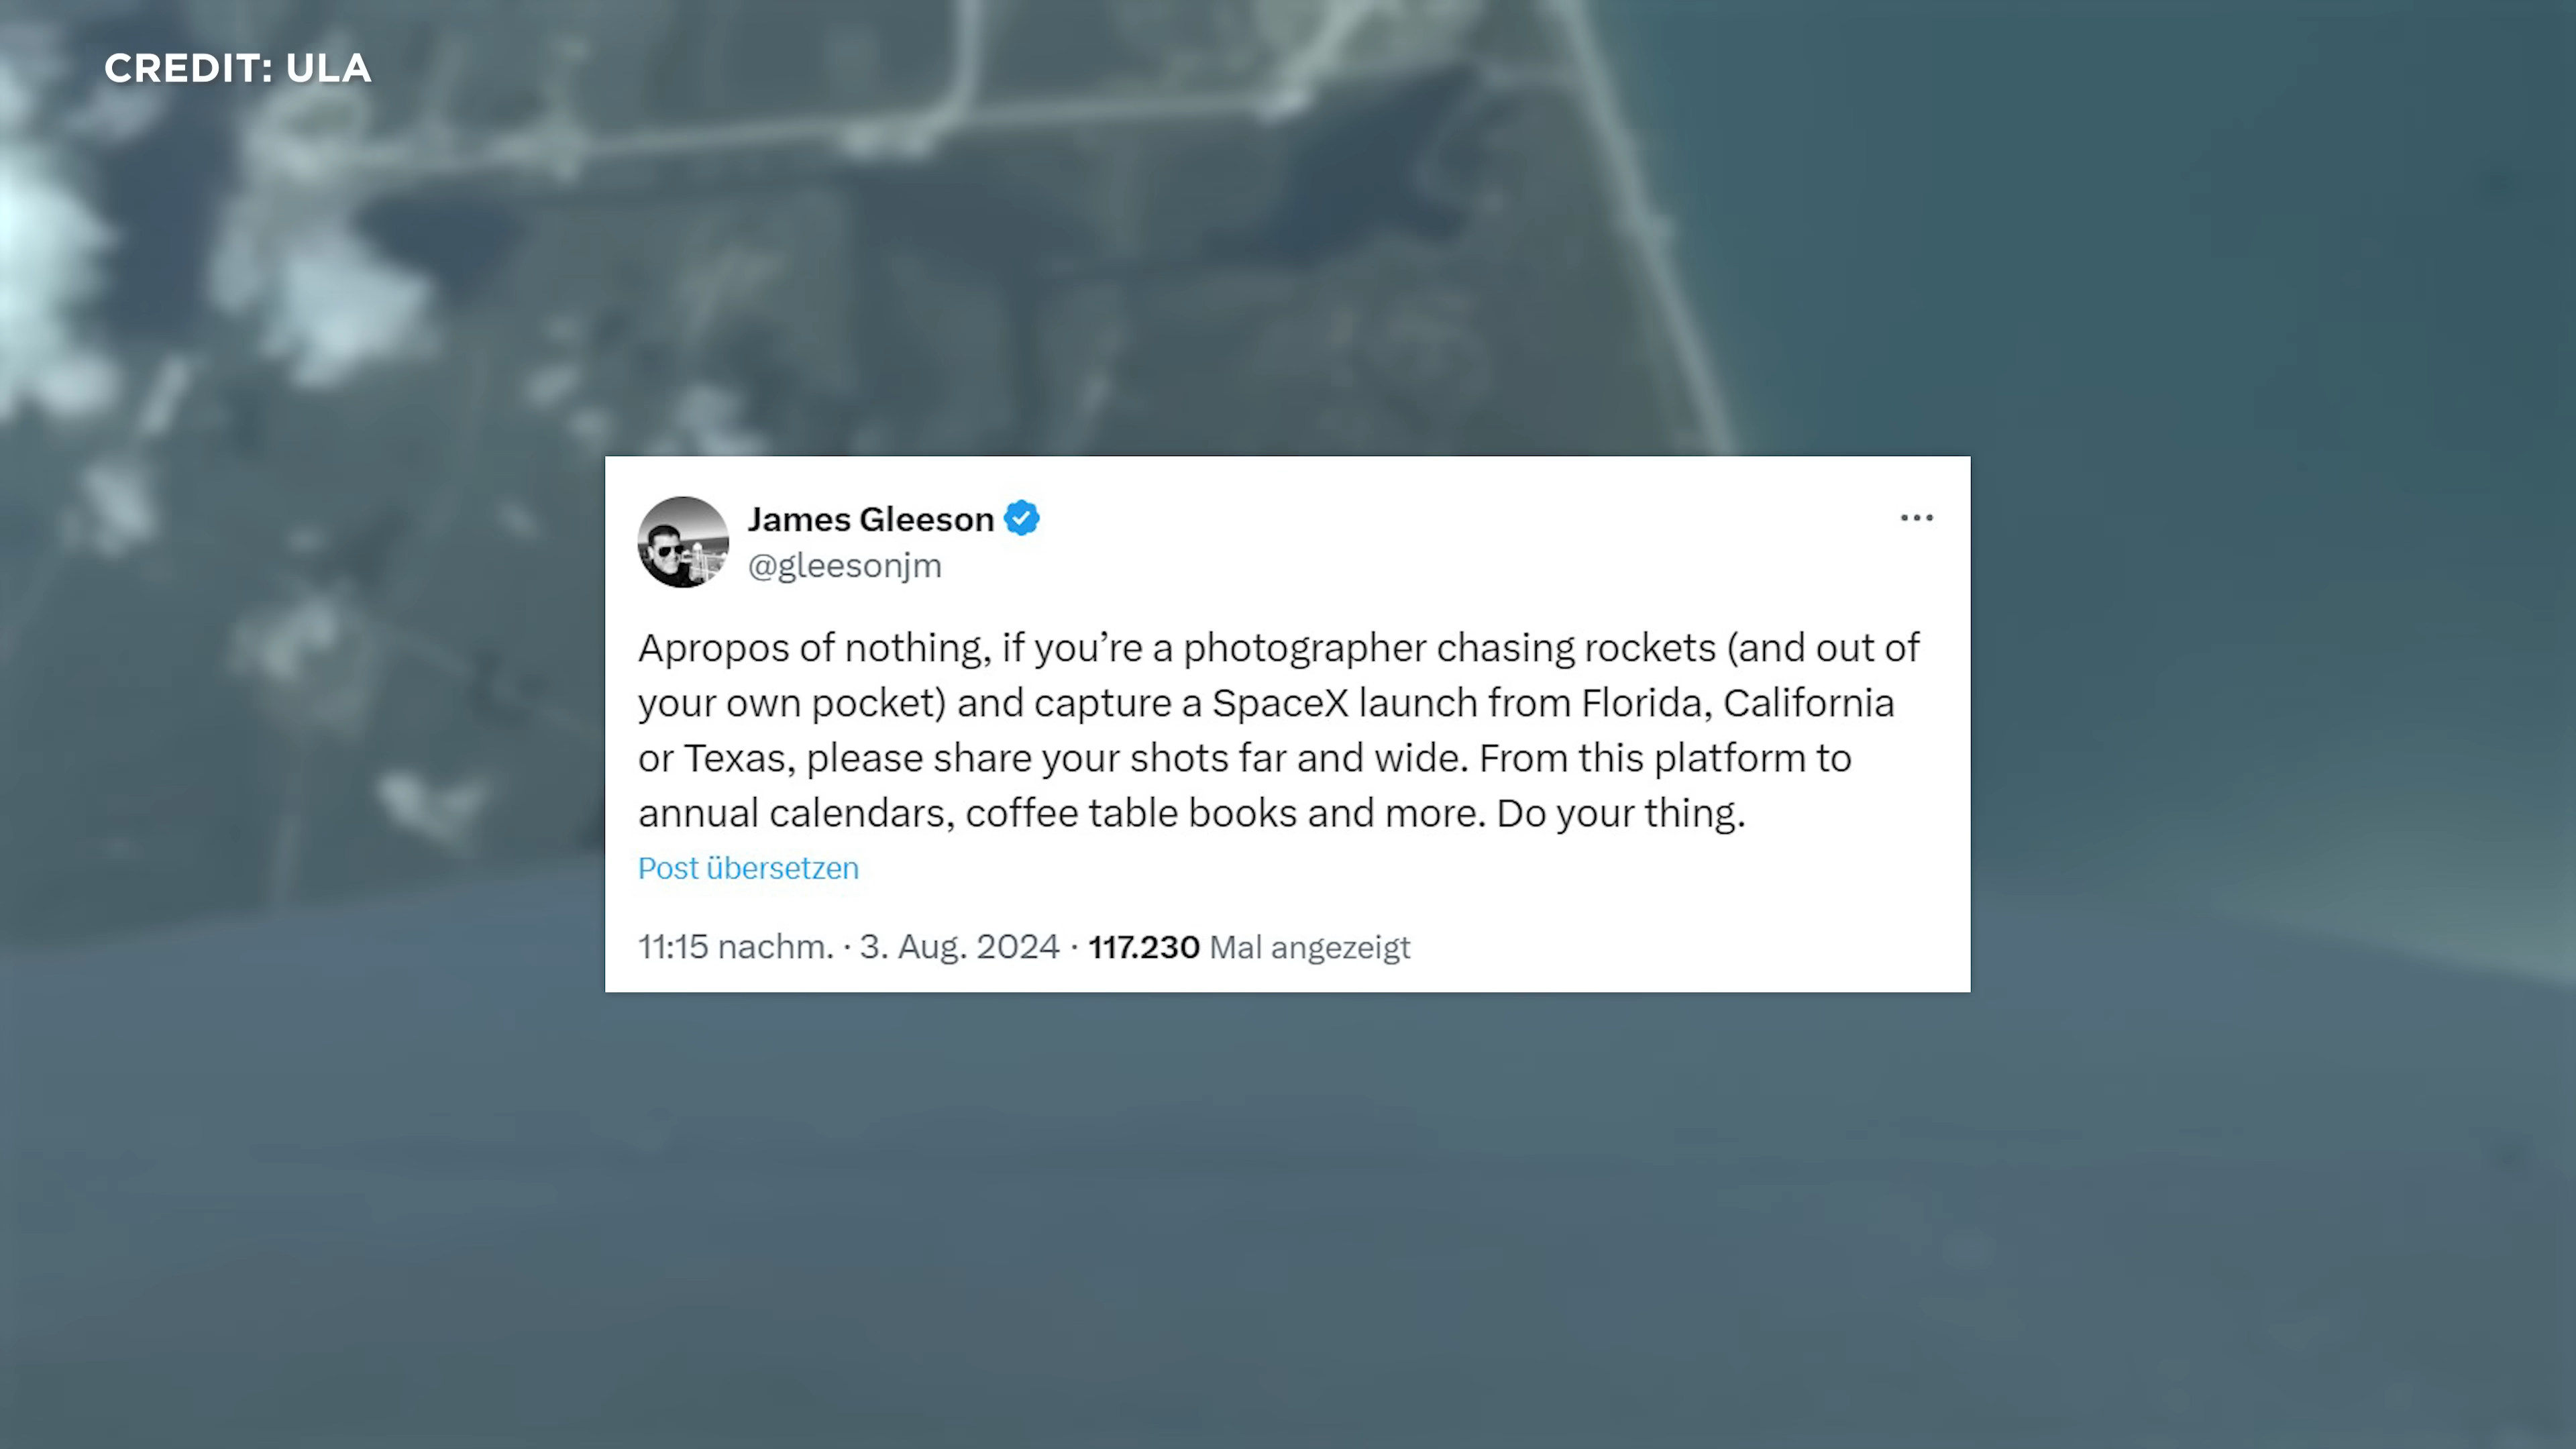 CREDIT: ULA
James Gleeson
@gleesonjm
Apropos of nothing, if you’re a photographer chasing rockets (and out of
your own pocket) and capture a SpaceX launch from Florida, California
or Texas, please share your shots far and wide. From this platform to
annual calendars, coffee table books and more. Do your thing.
Post übersetzen
11:15 nachm. · 3. Aug. 2024 · 117.230 Mal angezeigt